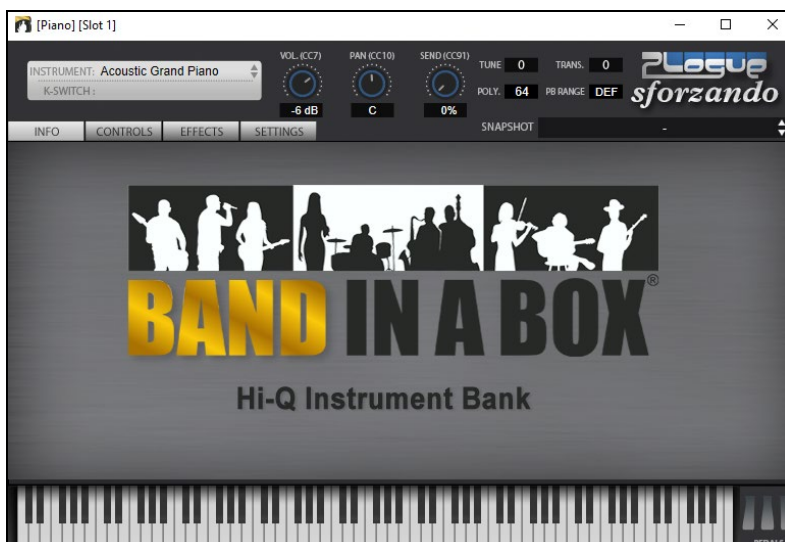 [Piano] [Slot 1]
INSTRUMENT: Acoustic Grand Piano
K-SWITCH :
VOL. (CC7)
-6 dB
PAN (CC10)
C
SEND (CC91)
0%
TUNE 0 TRANS. 0
POLY. 64 PB RANGE DEF
Plogue
sforzando
INFO CONTROLS EFFECTS SETTINGS
SNAPSHOT -
BAND IN A BOX®
Hi-Q Instrument Bank
PEDALS